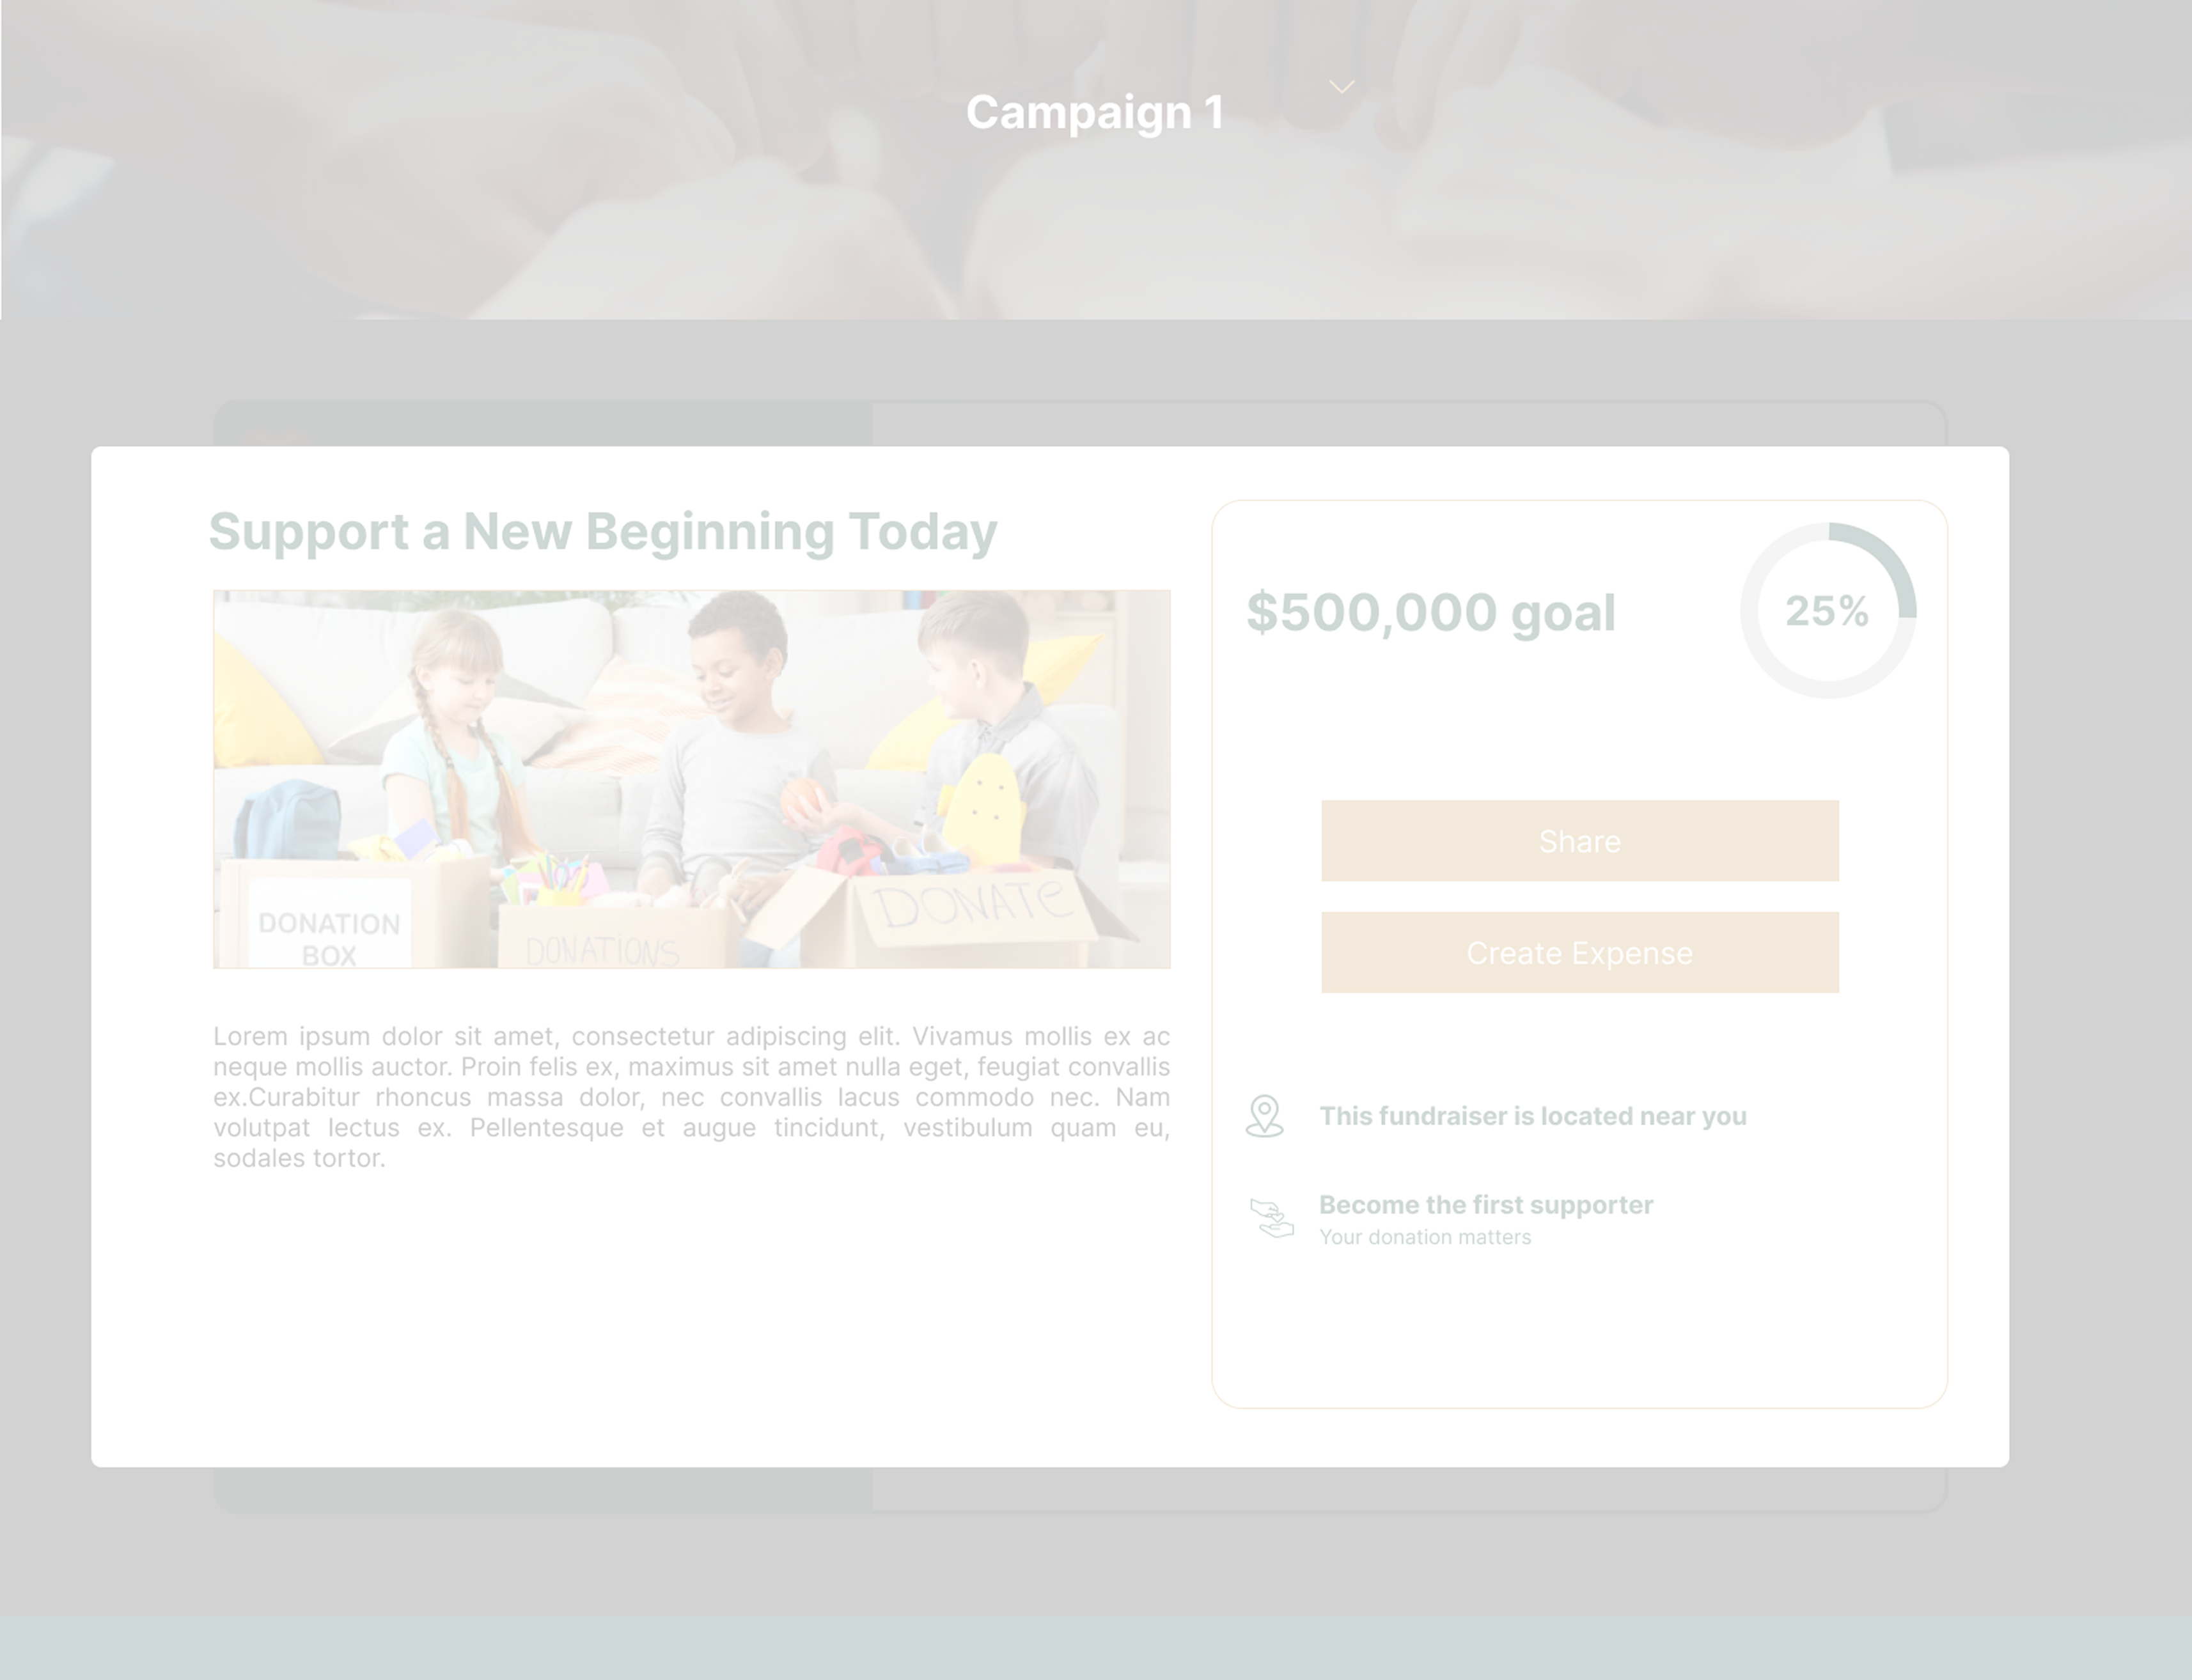 Campaign 1
Support a New Beginning Today
$500,000 goal
25%
DONATION
BOX
DONATIONS
DONATE
Share
Create Expense
Lorem ipsum dolor sit amet, consectetur adipiscing elit. Vivamus mollis ex ac
neque mollis auctor. Proin felis ex, maximus sit amet nulla eget, feugiat convallis
ex.Curabitur rhoncus massa dolor, nec convallis lacus commodo nec. Nam
volutpat lectus ex. Pellentesque et augue tincidunt, vestibulum quam eu,
sodales tortor.
This fundraiser is located near you
Become the first supporter
Your donation matters